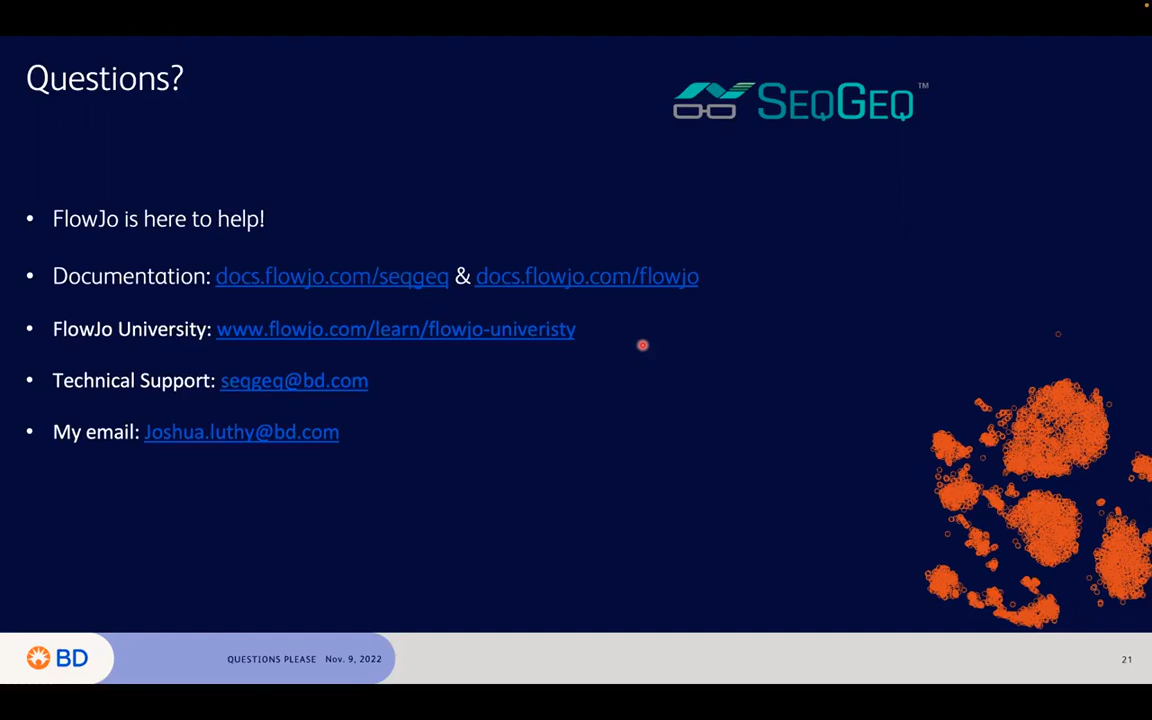 Questions?
SEQGEQ™
• FlowJo is here to help!
• Documentation: docs.flowjo.com/seqgeq & docs.flowjo.com/flowjo
• FlowJo University: www.flowjo.com/learn/flowjo-univeristy
• Technical Support: seqgeq@bd.com
• My email: Joshua.luthy@bd.com
BD
QUESTIONS PLEASE Nov. 9, 2022
21